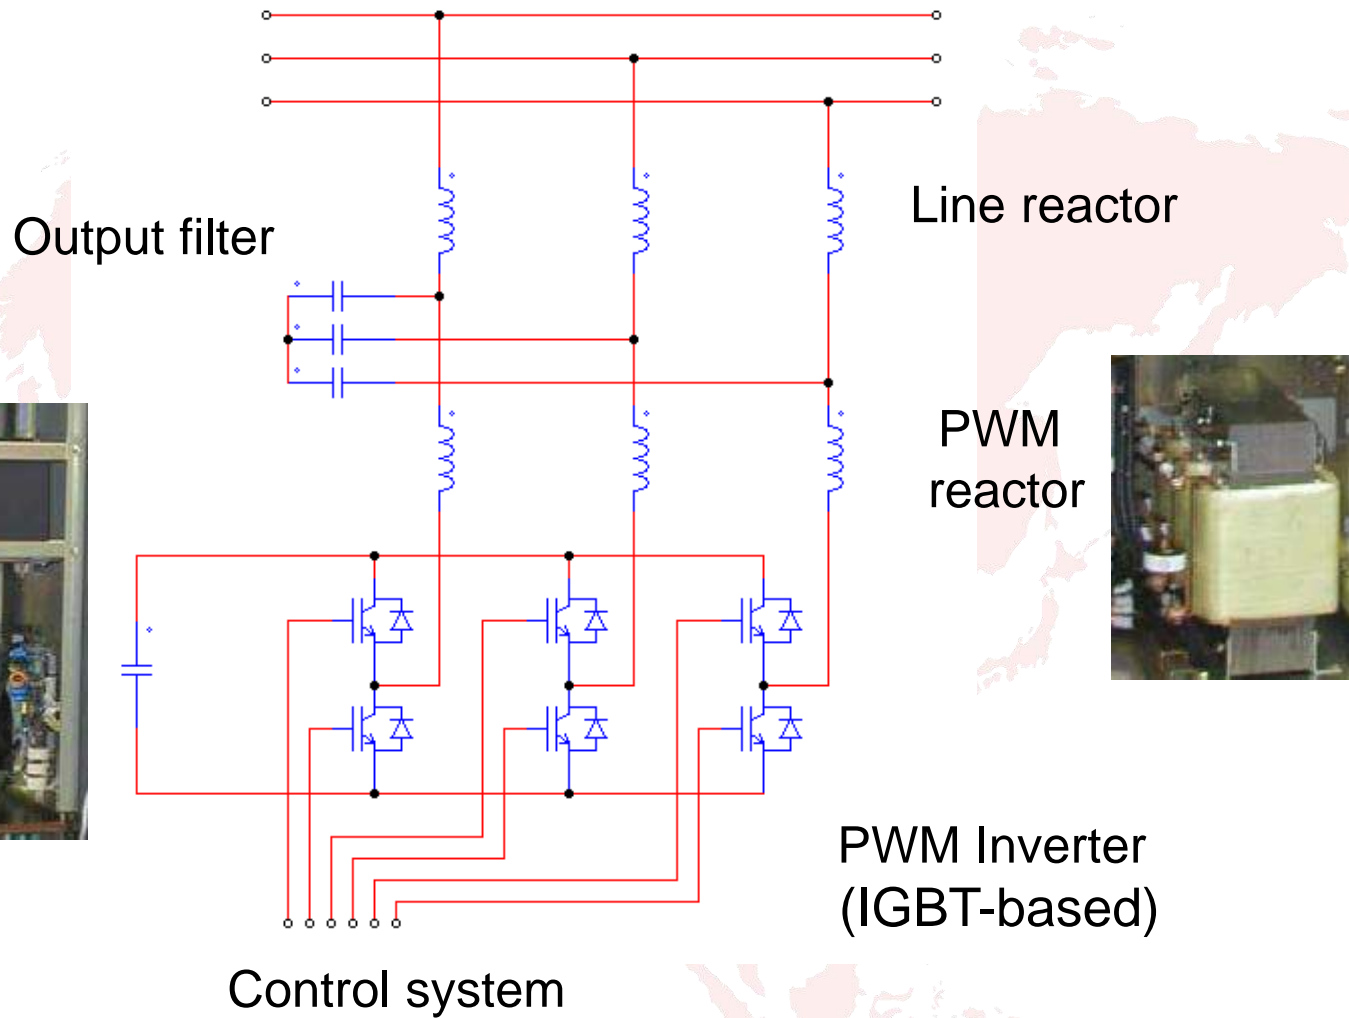 Output filter
Line reactor
PWM
reactor
PWM Inverter
(IGBT-based)
Control system